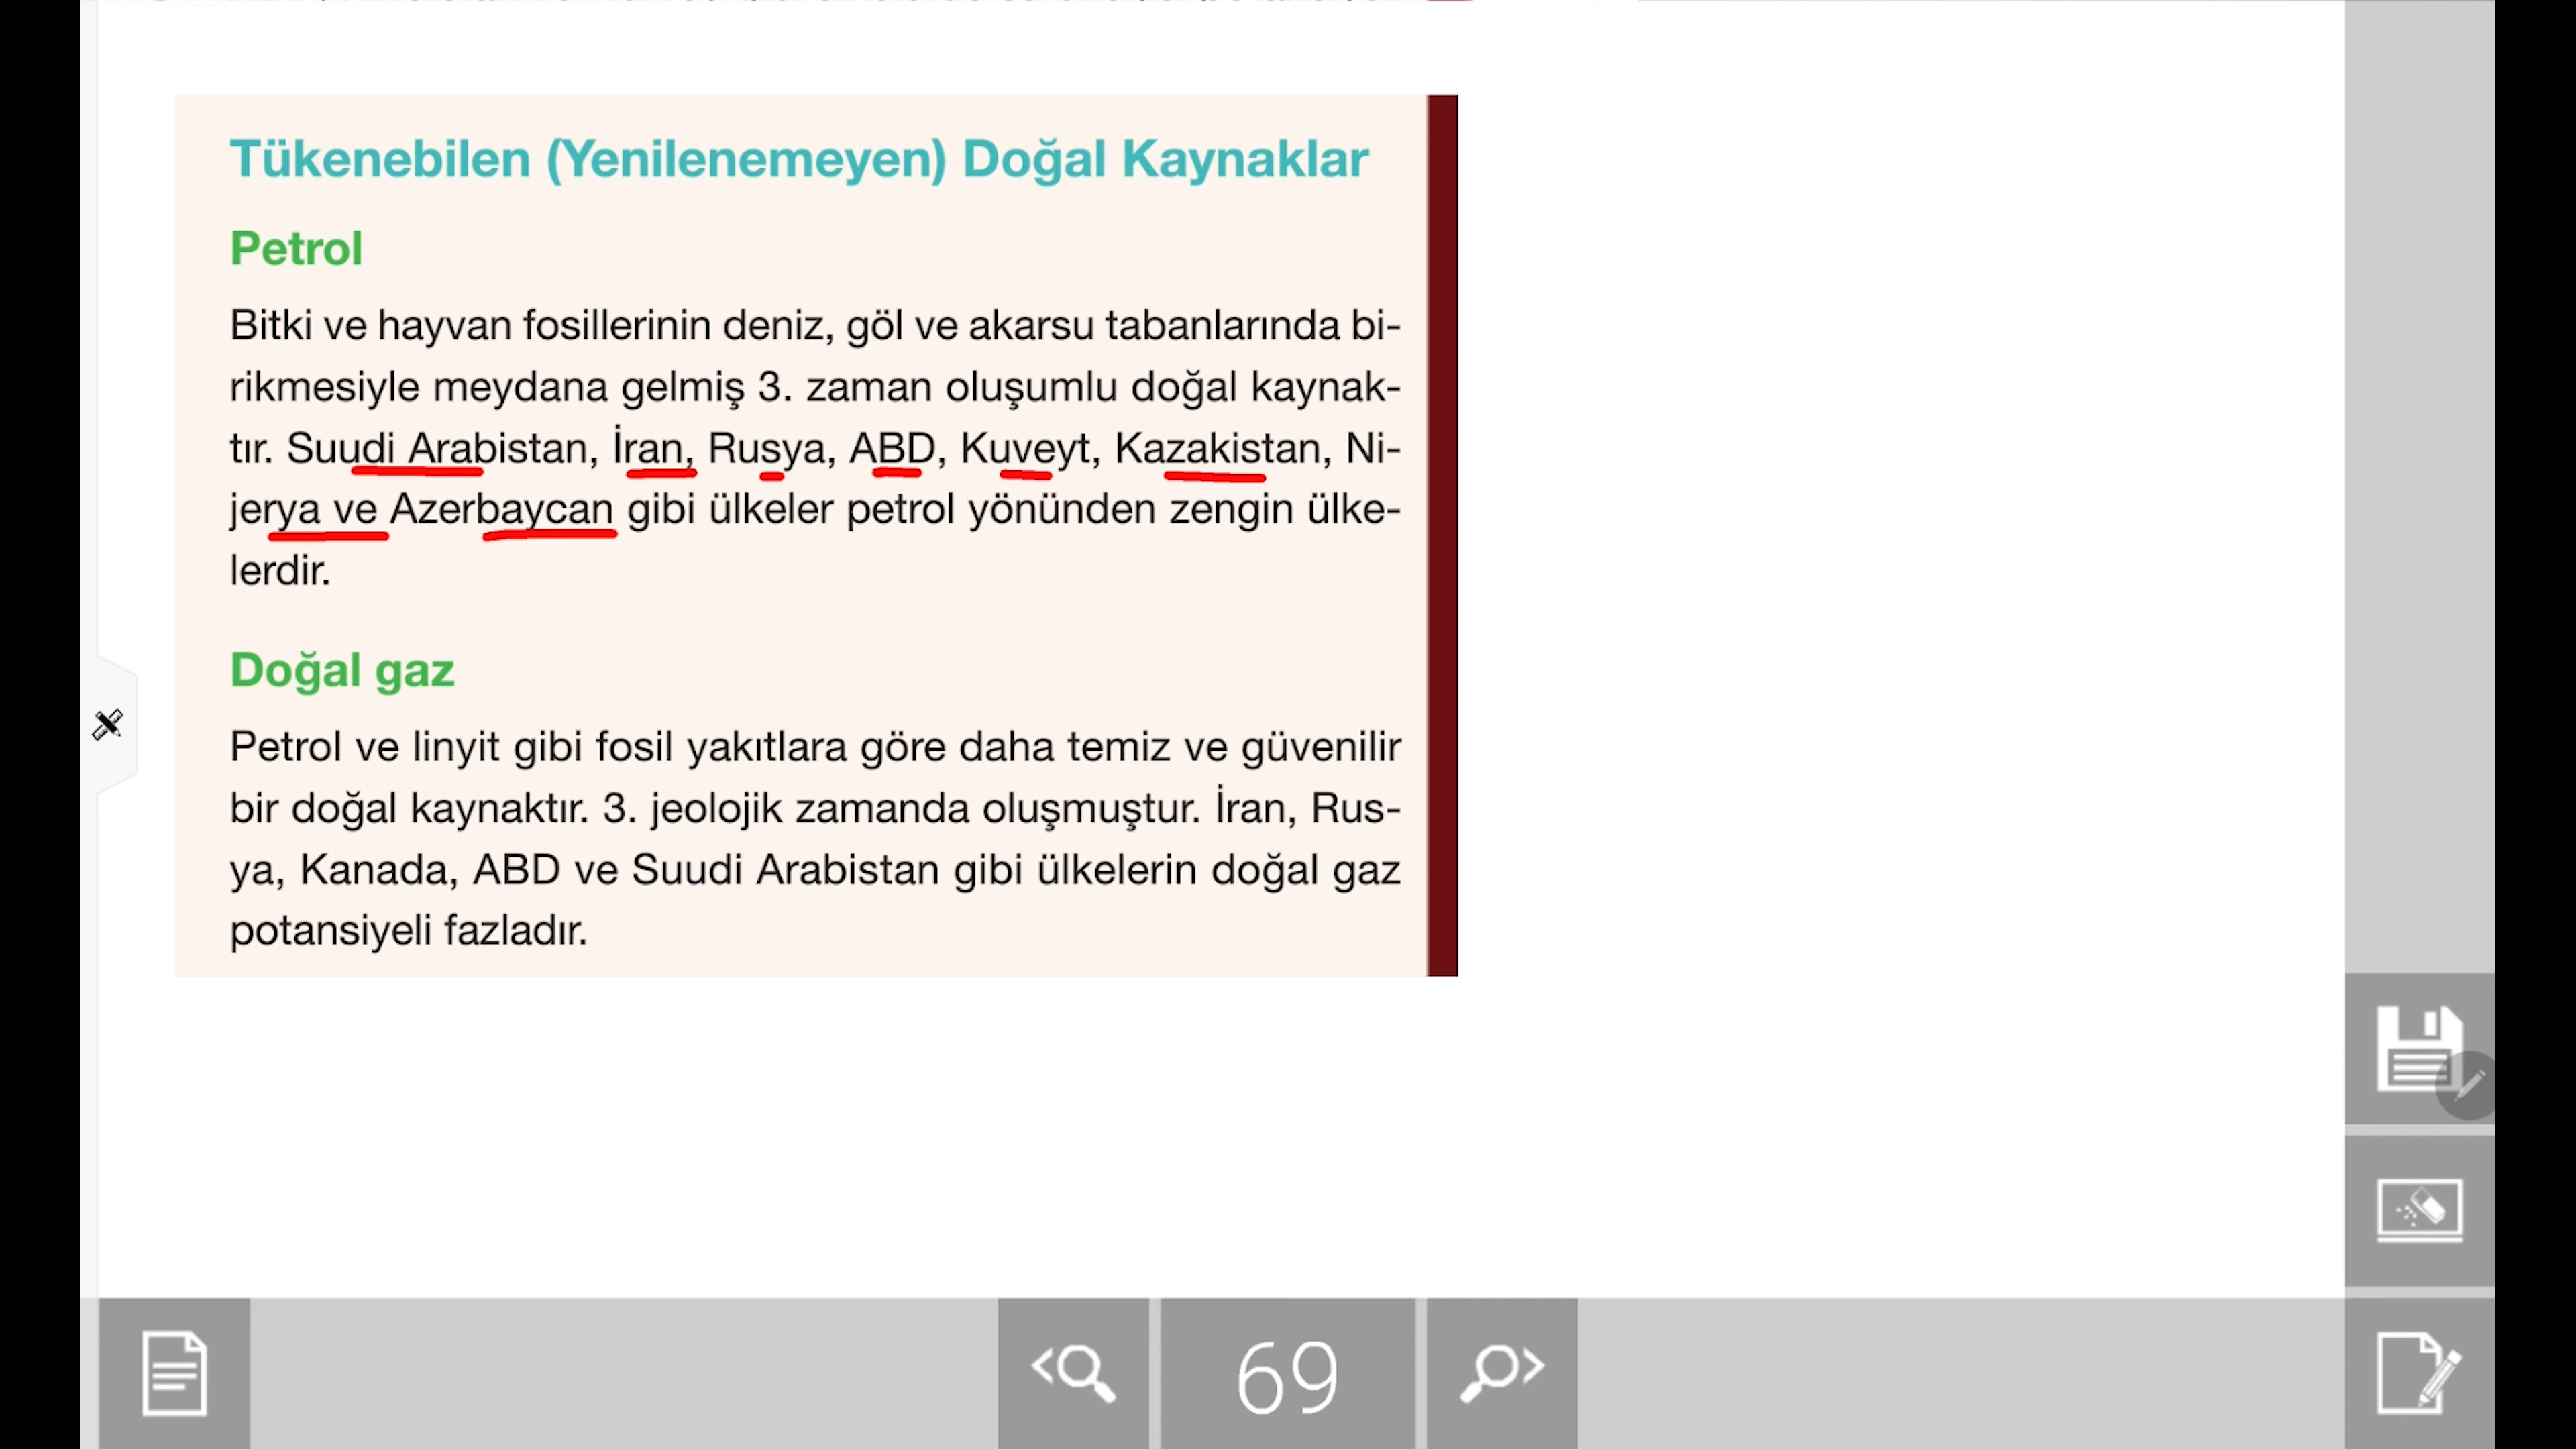 Tükenebilen (Yenilenemeyen) Doğal Kaynaklar
Petrol
Bitki ve hayvan fosillerinin deniz, göl ve akarsu tabanlarında bi-
rikmesiyle meydana gelmiş 3. zaman oluşumlu doğal kaynak-
tır. Suudi Arabistan, İran, Rusya, ABD, Kuveyt, Kazakistan, Ni-
jerya ve Azerbaycan gibi ülkeler petrol yönünden zengin ülke-
lerdir.
Doğal gaz
Petrol ve linyit gibi fosil yakıtlara göre daha temiz ve güvenilir
bir doğal kaynaktır. 3. jeolojik zamanda oluşmuştur. İran, Rus-
ya, Kanada, ABD ve Suudi Arabistan gibi ülkelerin doğal gaz
potansiyeli fazladır.
69